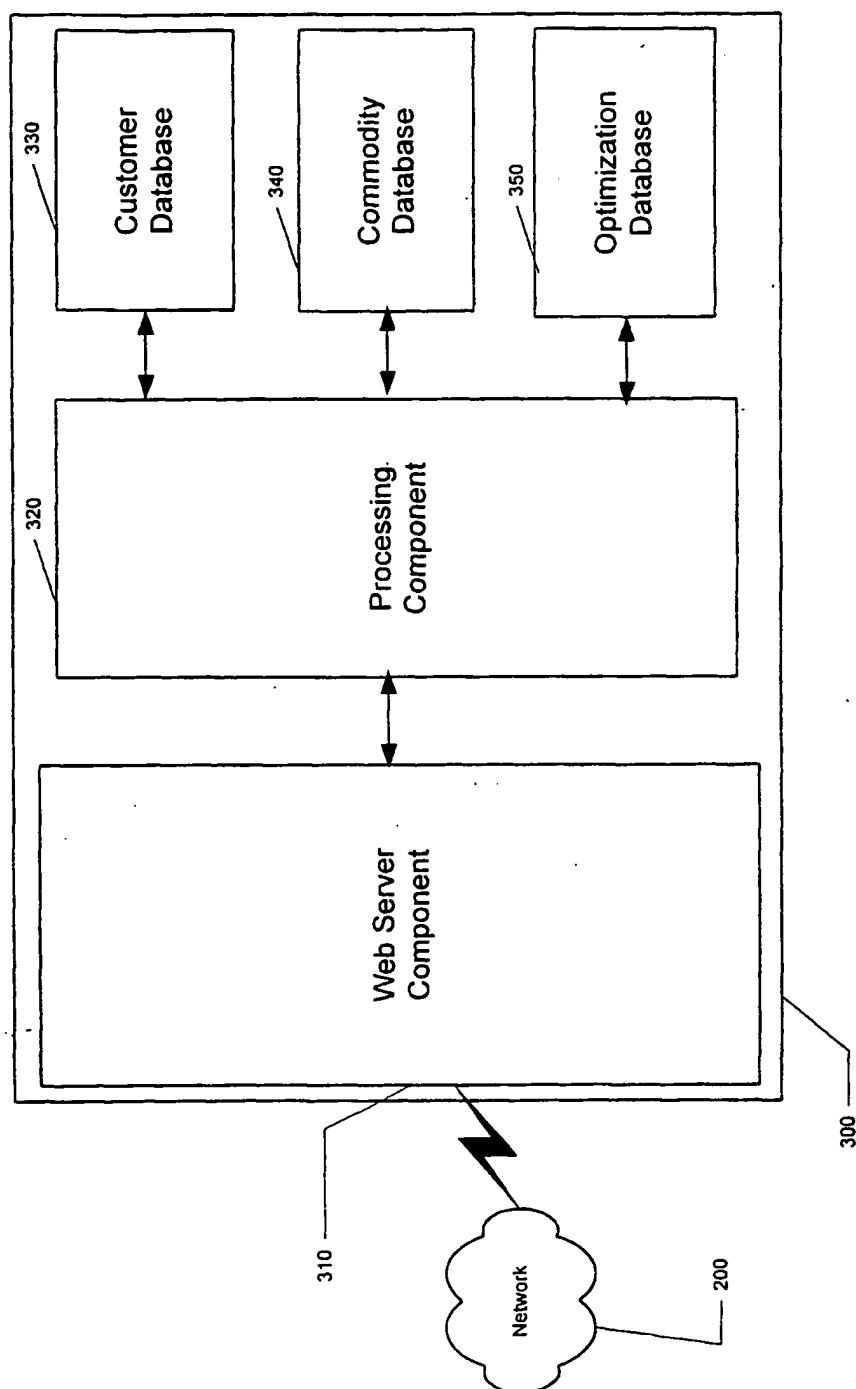 330
Customer
Database
340
Commodity
Database
350
Optimization
Database
320
Processing
Component
Web Server
Component
310
300
Network
200